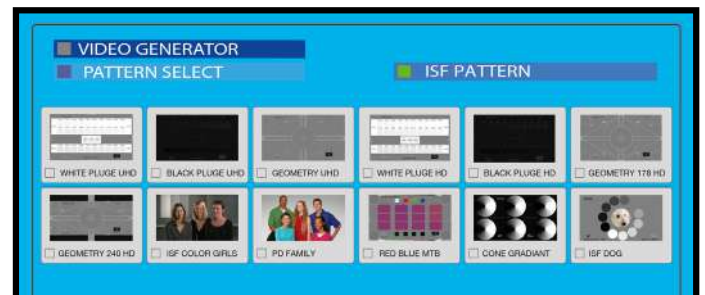 VIDEO GENERATOR
PATTERN SELECT
ISF PATTERN
WHITE PLUGE UHD
BLACK PLUGE UHD
GEOMETRY UHD
WHITE PLUGE HD
BLACK PLUGE HD
GEOMETRY 178 HD
GEOMETRY 240 HD
ISF COLOR GIRLS
PD FAMILY
RED BLUE MTB
CONE GRADIANT
ISF DOG